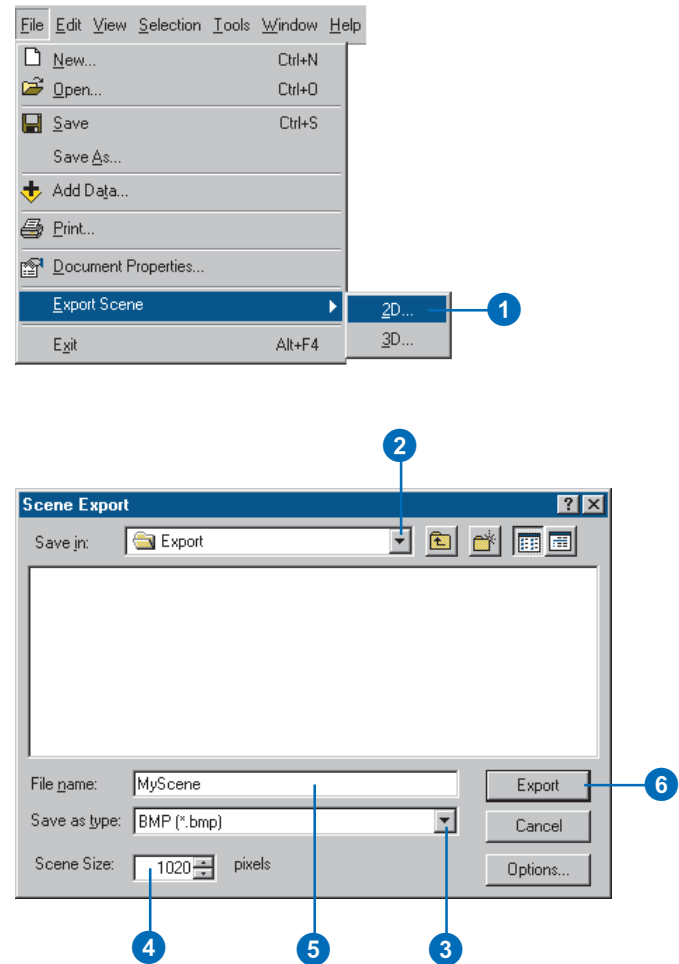 File Edit View Selection Tools Window Help
New... Ctrl+N
Open... Ctrl+O
Save Ctrl+S
Save As...
Add Data...
Print...
Document Properties...
Export Scene
2D... 1
Exit Alt+F4
3D...
2
Scene Export
Save in: Export
File name: MyScene Export 6
Save as type: BMP (*.bmp) Cancel
Scene Size: 1020 pixels Options...
4 5 3